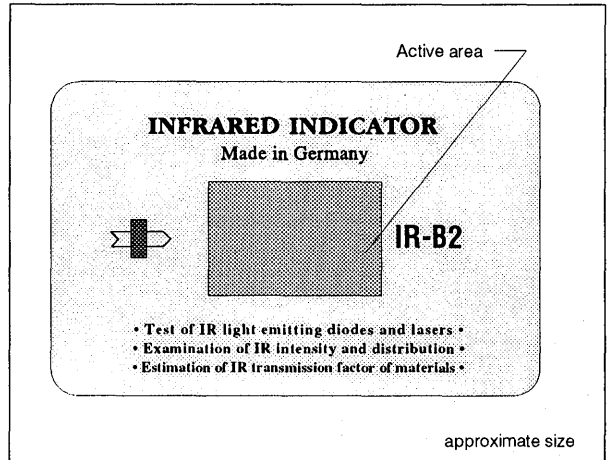 Active area
INFRARED INDICATOR
Made in Germany
IR-B2
• Test of IR light emitting diodes and lasers •
• Examination of IR intensity and distribution •
• Estimation of IR transmission factor of materials •
approximate size